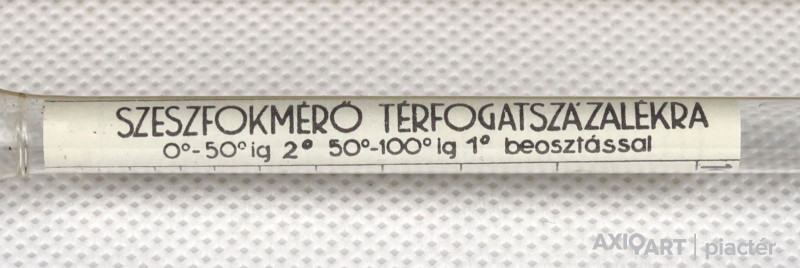 SZESZFOKMÉRŐ TÉRFOGATSZÁZALÉKRA
0°-50° ig 2° 50°-100° ig 1° beosztással
AXIOART | piactér